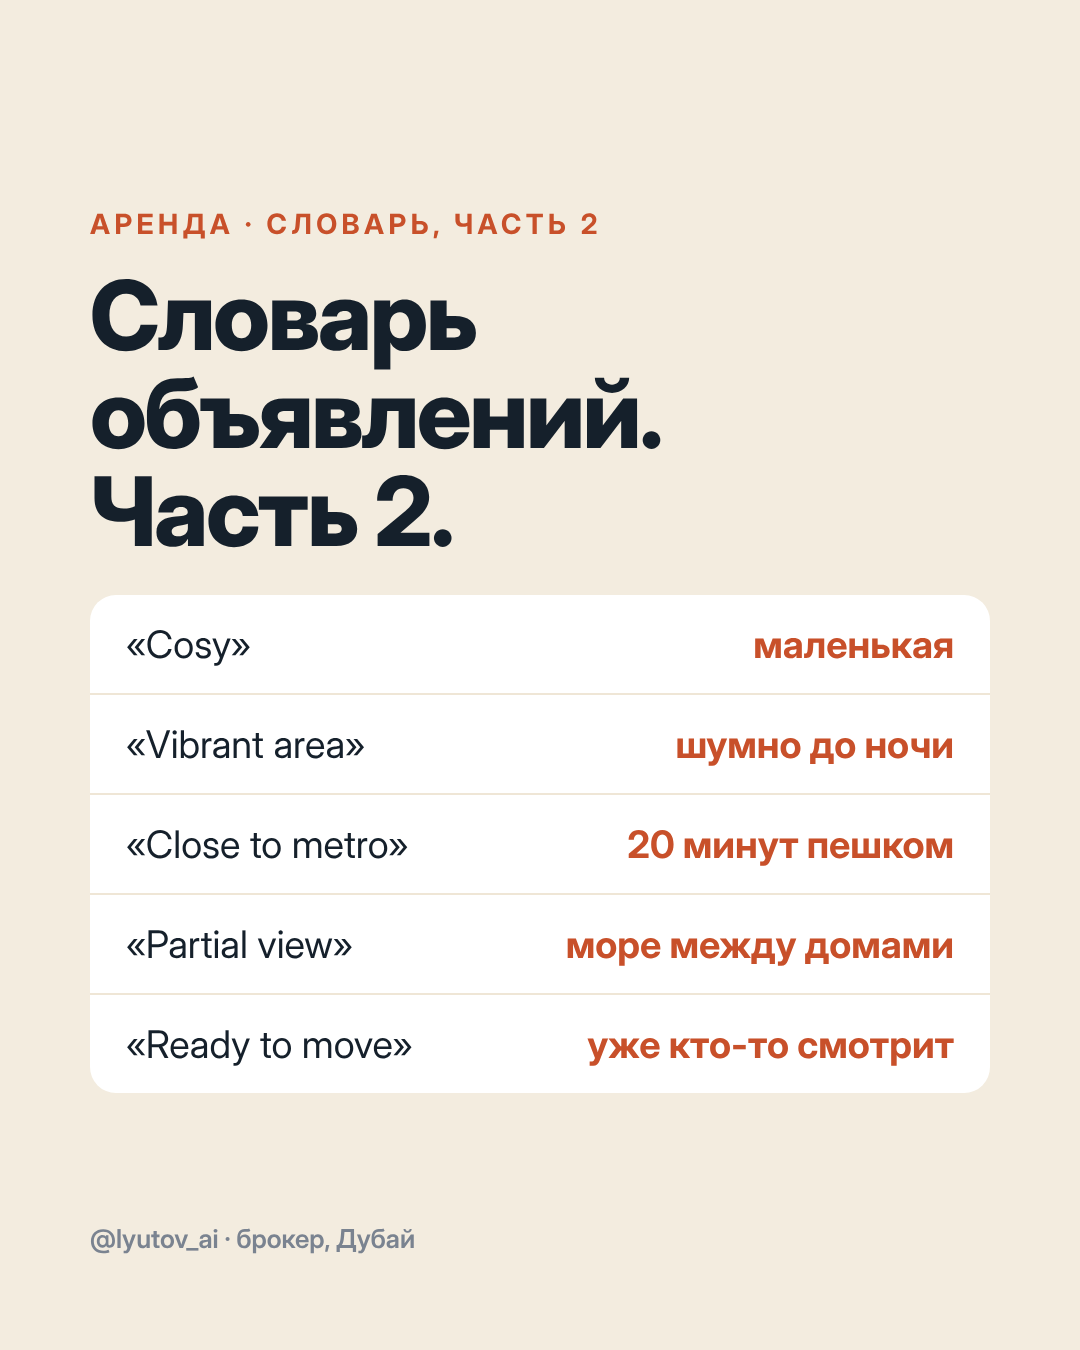 АРЕНДА · СЛОВАРЬ, ЧАСТЬ 2
Словарь
объявлений.
Часть 2.
«Cosy» маленькая
«Vibrant area» шумно до ночи
«Close to metro» 20 минут пешком
«Partial view» море между домами
«Ready to move» уже кто-то смотрит
@lyutov_ai · брокер, Дубай